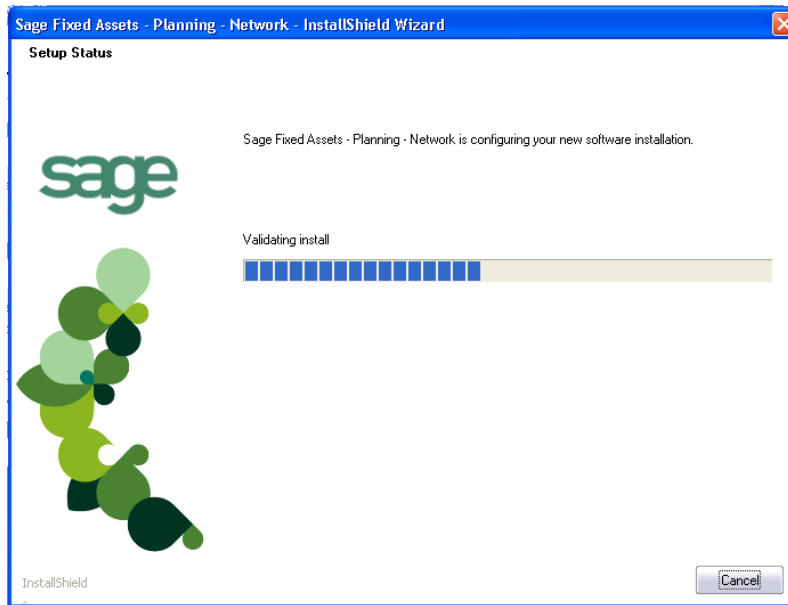 Sage Fixed Assets - Planning - Network - InstallShield Wizard
Setup Status
sage
Sage Fixed Assets - Planning - Network is configuring your new software installation.
Validating install
InstallShield
Cancel